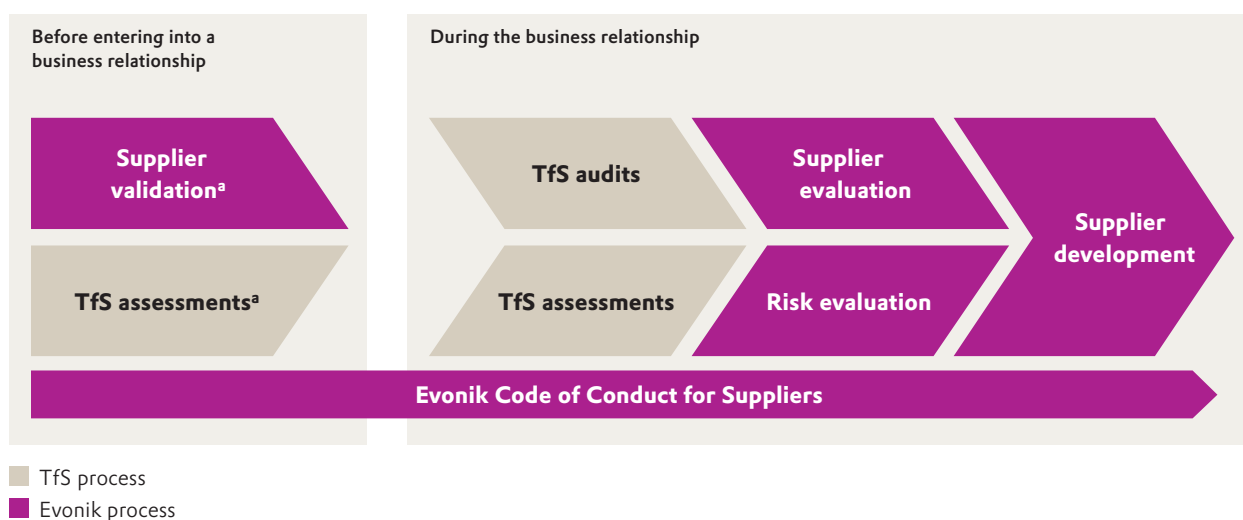 Before entering into a
business relationship
During the business relationship
Supplier
validationᵃ
TfS assessmentsᵃ
TfS audits
TfS assessments
Supplier
evaluation
Risk evaluation
Supplier
development
Evonik Code of Conduct for Suppliers
TfS process
Evonik process